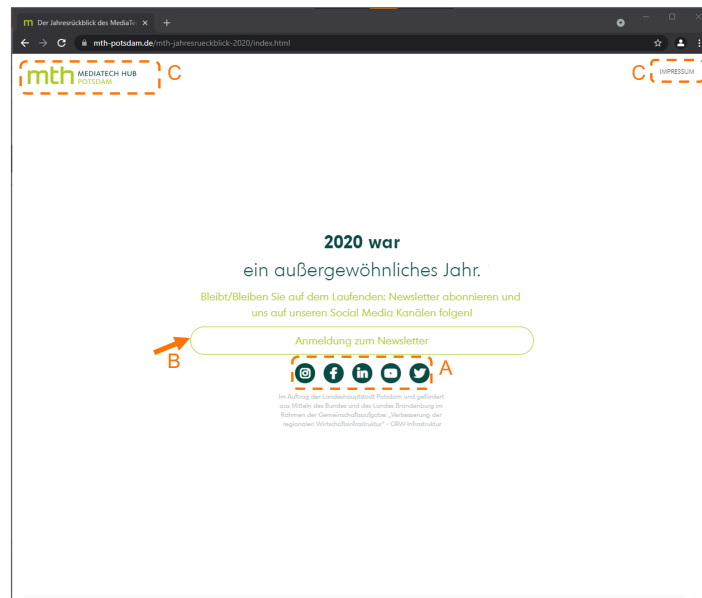 Der Jahresrückblick des MediaTe
mth-potsdam.de/mth-jahresrueckblick-2020/index.html
mth MEDIATECH HUB
POTSDAM
C
C
IMPRESSUM
2020 war
ein außergewöhnliches Jahr.
Bleibt/Bleiben Sie auf dem Laufenden: Newsletter abonnieren und
uns auf unseren Social Media Kanälen folgen!
Anmeldung zum Newsletter
B
A
Im Auftrag der Landeshauptstadt Potsdam und gefördert
aus Mitteln des Bundes und des Landes Brandenburg im
Rahmen der Gemeinschaftsaufgabe: „Verbesserung der
regionalen Wirtschaftsinfrastruktur" - GRW-Infrastruktur